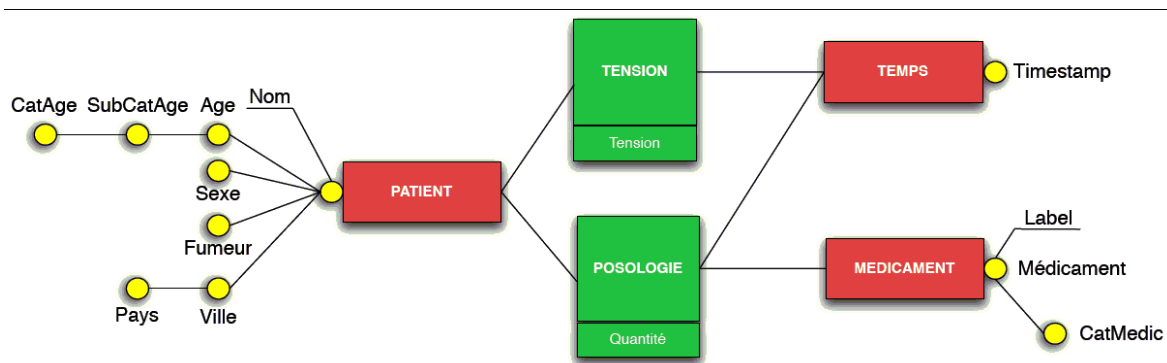 CatAge
SubCatAge
Age
Nom
Sexe
Fumeur
Pays
Ville
PATIENT
TENSION
Tension
POSOLOGIE
Quantité
TEMPS
Timestamp
MEDICAMENT
Label
Médicament
CatMedic